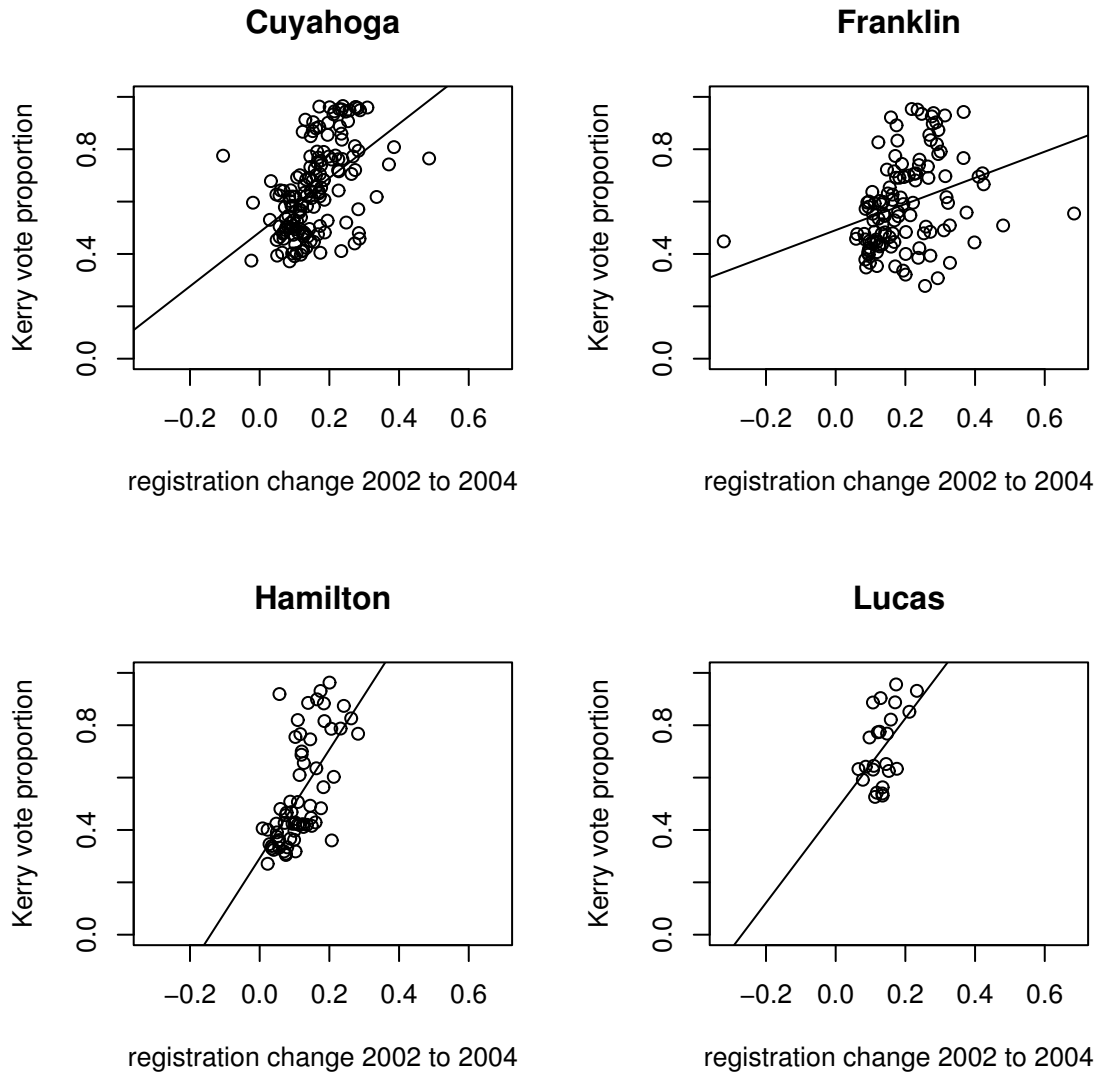 Cuyahoga
Kerry vote proportion
0.0 0.4 0.8
−0.2 0.0 0.2 0.4 0.6
registration change 2002 to 2004
Franklin
Kerry vote proportion
0.0 0.4 0.8
−0.2 0.0 0.2 0.4 0.6
registration change 2002 to 2004
Hamilton
Kerry vote proportion
0.0 0.4 0.8
−0.2 0.0 0.2 0.4 0.6
registration change 2002 to 2004
Lucas
Kerry vote proportion
0.0 0.4 0.8
−0.2 0.0 0.2 0.4 0.6
registration change 2002 to 2004